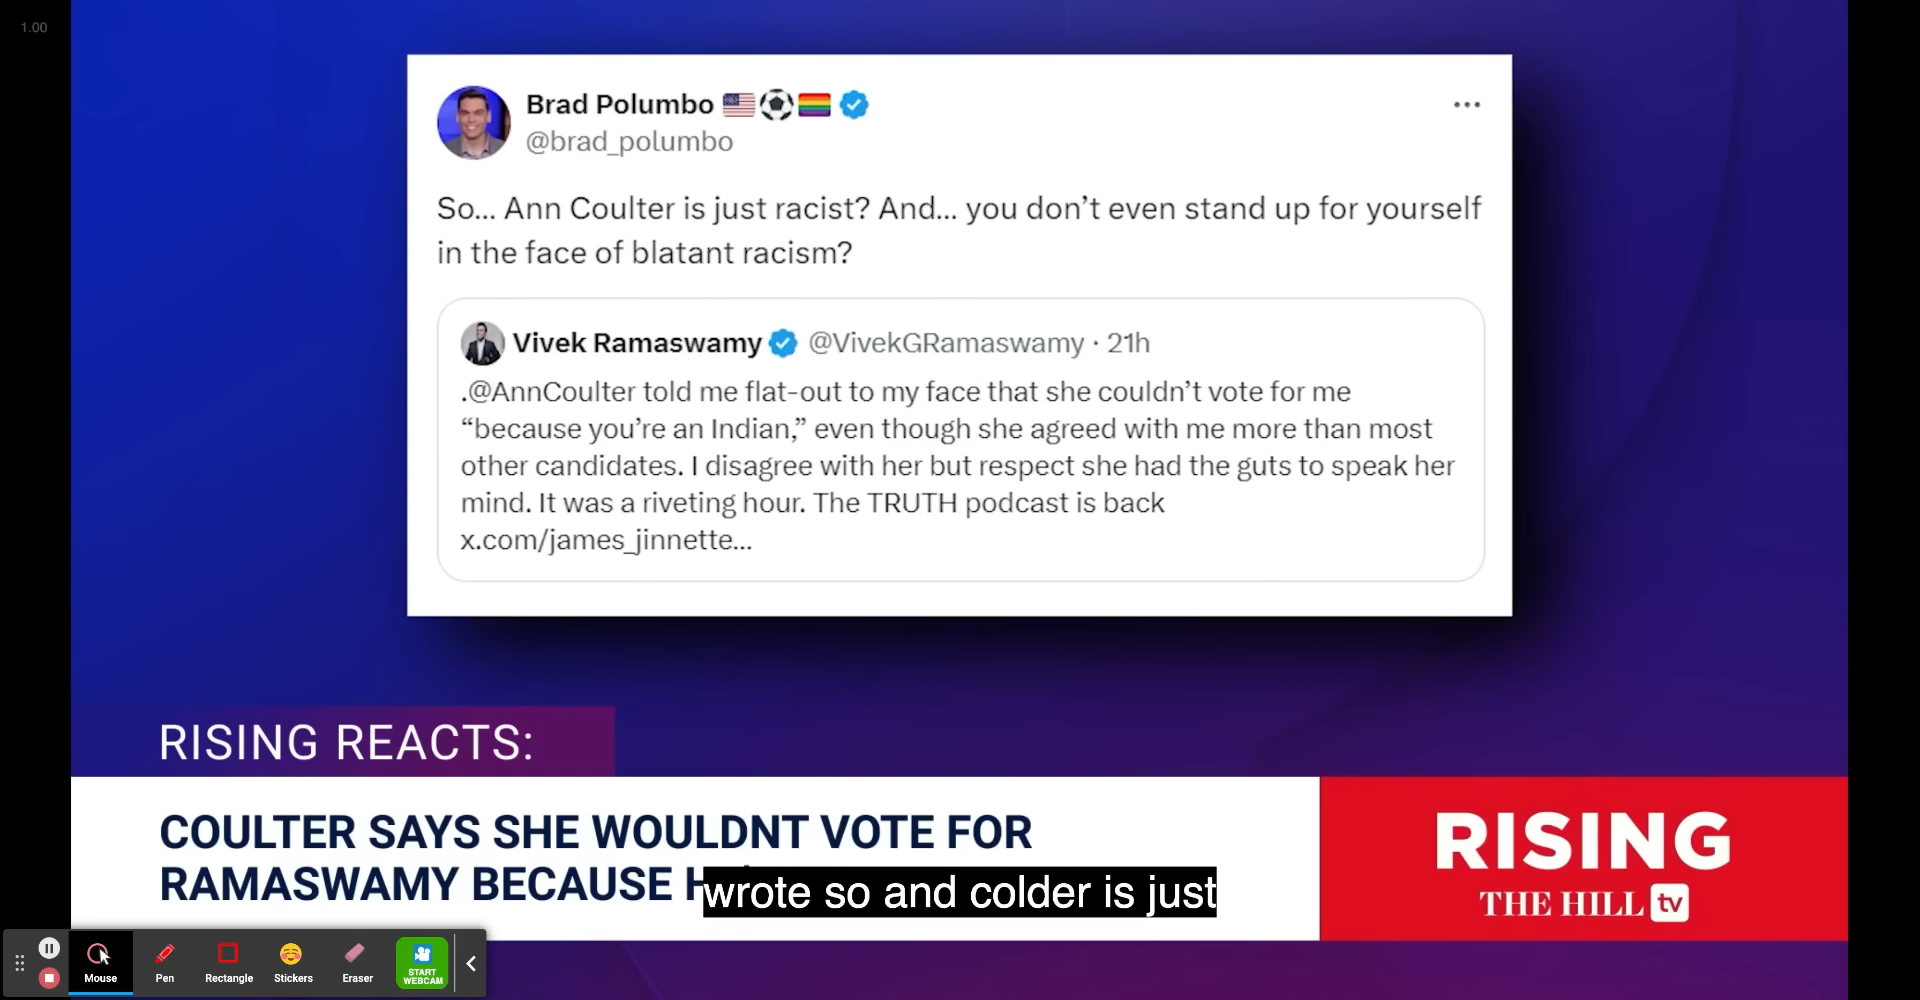 1.00
Brad Polumbo
@brad_polumbo
So... Ann Coulter is just racist? And... you don’t even stand up for yourself
in the face of blatant racism?
Vivek Ramaswamy @VivekGRamaswamy · 21h
.@AnnCoulter told me flat-out to my face that she couldn’t vote for me
“because you’re an Indian,” even though she agreed with me more than most
other candidates. I disagree with her but respect she had the guts to speak her
mind. It was a riveting hour. The TRUTH podcast is back
x.com/james_jinnette...
RISING REACTS:
COULTER SAYS SHE WOULDNT VOTE FOR
RAMASWAMY BECAUSE
wrote so and colder is just
RISING
THE HILL tv
Mouse Pen Rectangle Stickers Eraser START
WEBCAM